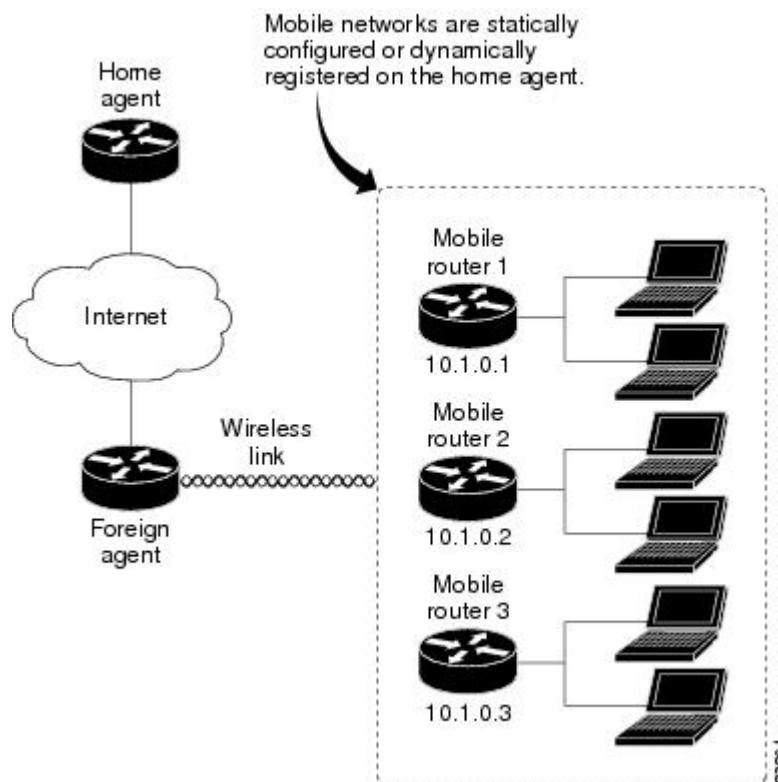 Mobile networks are statically
configured or dynamically
registered on the home agent.
Home
agent
Internet
Wireless
link
Foreign
agent
Mobile
router 1
10.1.0.1
Mobile
router 2
10.1.0.2
Mobile
router 3
10.1.0.3